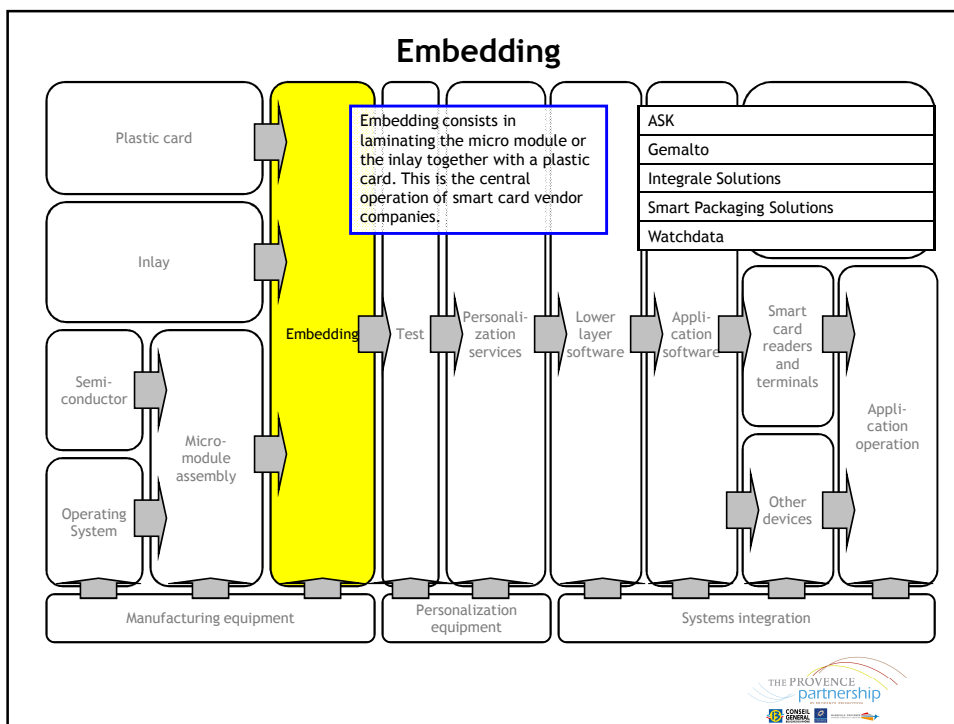 Embedding
Plastic card
Embedding consists in
laminating the micro module or
the inlay together with a plastic
card. This is the central
operation of smart card vendor
companies.
ASK
Gemalto
Integrale Solutions
Smart Packaging Solutions
Watchdata
Inlay
Embedding
Test
Personali-
zation
services
Lower
layer
software
Appli-
cation
software
Smart
card
readers
and
terminals
Semi-
conductor
Micro-
module
assembly
Appli-
cation
operation
Operating
System
Other
devices
Manufacturing equipment
Personalization
equipment
Systems integration
THE PROVENCE
partnership
CONSEIL
GENERAL